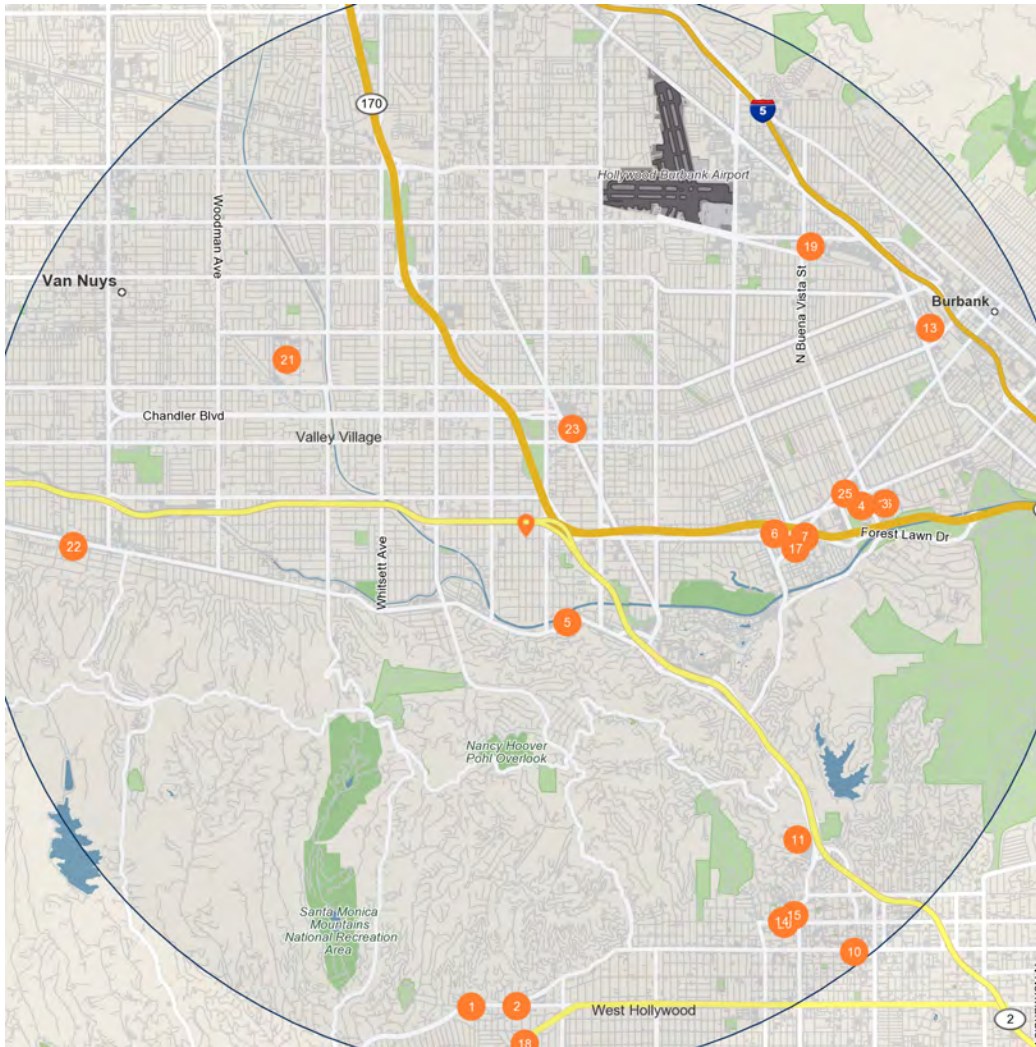 170
5
Hollywood Burbank Airport
Woodman Ave
19
Van Nuys
N Buena Vista St
Burbank
13
21
Chandler Blvd
23
Valley Village
25
4
6
7
17
Forest Lawn Dr
22
Whitsett Ave
5
Nancy Hoover
Pohl Overlook
11
Santa Monica
Mountains
National Recreation
Area
14
15
10
1
2
West Hollywood
2
18